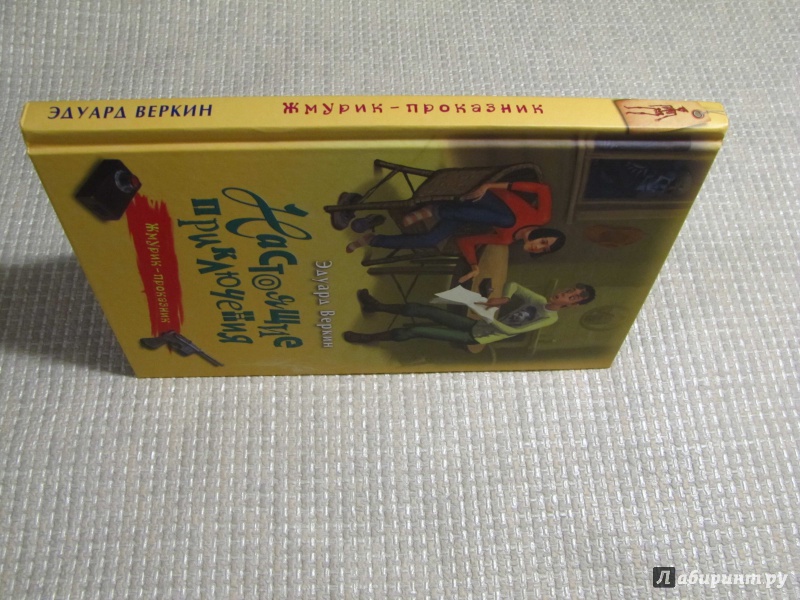 ЭДУАРД ВЕРКИН
Жмурик-проказник
Эдуард Веркин
Настоящие
приключения
Жмурик-проказник
Лабиринт.ру